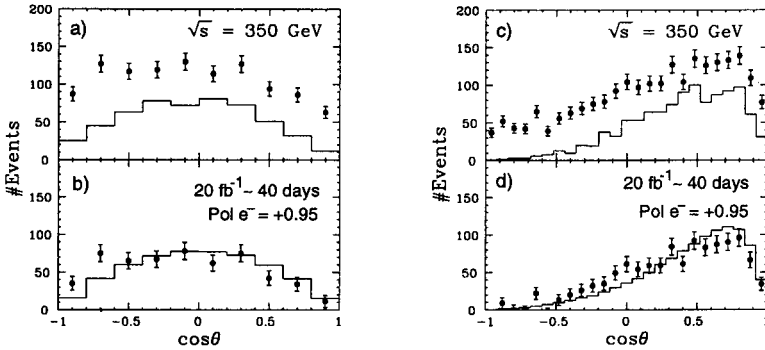 200
150
100
50
0
a)
√s = 350 GeV
#Events
150
100
50
0
b)
20 fb⁻¹ ~ 40 days
Pol e⁻ = +0.95
-1
-0.5
0
0.5
1
cosθ
200
150
100
50
0
c)
√s = 350 GeV
#Events
150
100
50
0
d)
20 fb⁻¹ ~ 40 days
Pol e⁻ = +0.95
-1
-0.5
0
0.5
1
cosθ